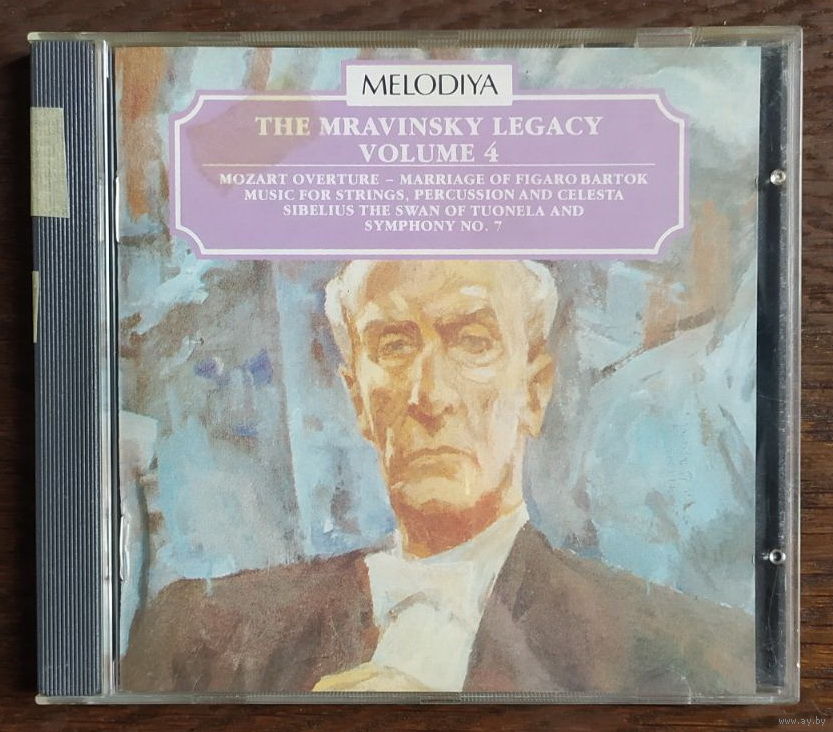 MELODIYA
THE MRAVINSKY LEGACY
VOLUME 4
MOZART OVERTURE – MARRIAGE OF FIGARO BARTOK
MUSIC FOR STRINGS, PERCUSSION AND CELESTA
SIBELIUS THE SWAN OF TUONELA AND
SYMPHONY NO. 7
www.ay.by